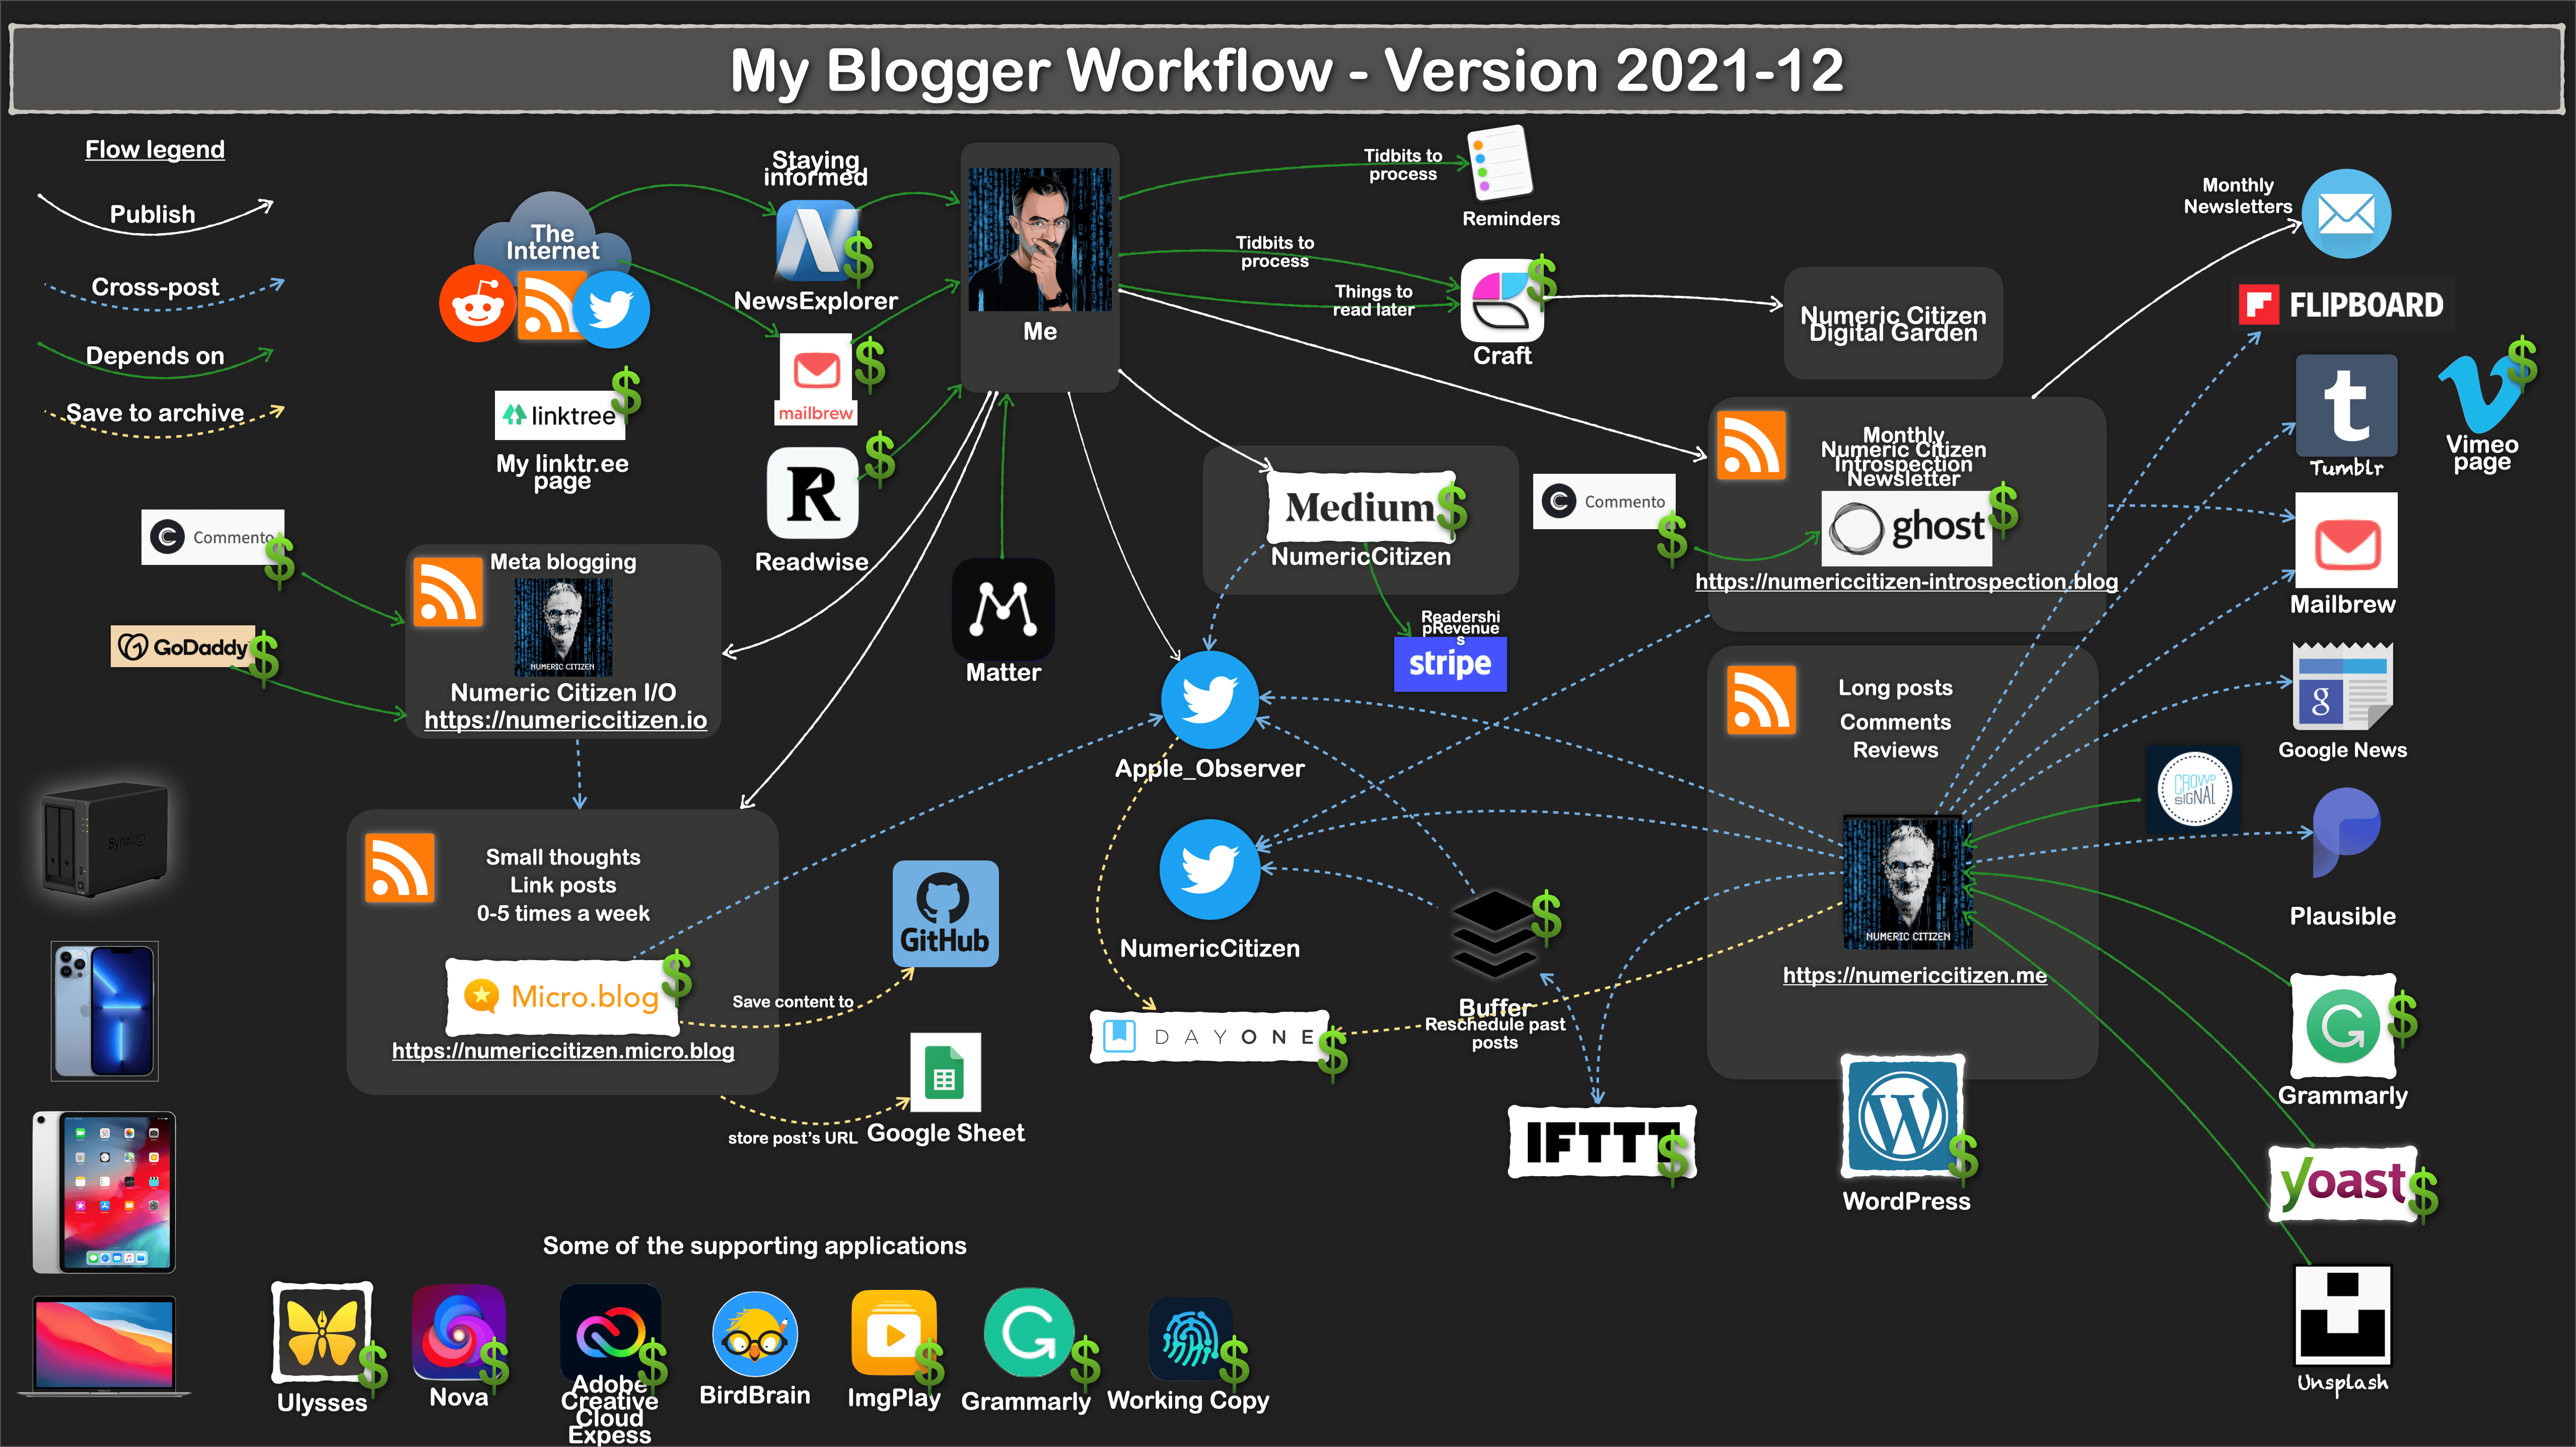 My Blogger Workflow - Version 2021-12
Flow legend
Publish
Cross-post
Depends on
Save to archive
The
Internet
Staying
informed
NewsExplorer
$
mailbrew
$
linktree
$
My linktr.ee
page
R
Readwise
$
Me
Matter
Tidbits to
process
Reminders
Tidbits to
process
Things to
read later
Craft
$
Numeric Citizen
Digital Garden
Monthly
Newsletters
FLIPBOARD
t
Tumblr
Vimeo
page
$
Mailbrew
Google News
g
CROWD
SIGNAL
Plausible
Grammarly
$
yoast
$
Unsplash
Monthly
Numeric Citizen
Introspection
Newsletter
ghost
$
https://numericcitizen-introspection.blog
Commento
$
Medium
$
NumericCitizen
Readershi
pRevenue
s
stripe
Commento
$
GoDaddy
$
Meta blogging
NUMERIC CITIZEN
Numeric Citizen I/O
https://numericcitizen.io
Synology
Small thoughts
Link posts
0-5 times a week
Micro.blog
$
https://numericcitizen.micro.blog
Save content to
GitHub
store post's URL
Google Sheet
Apple_Observer
NumericCitizen
DAYONE
$
Buffer
$
Reschedule past
posts
IFTTT
$
Long posts
Comments
Reviews
NUMERIC CITIZEN
https://numericcitizen.me
WordPress
$
Some of the supporting applications
Ulysses
$
Nova
$
Adobe
Creative
Cloud
Expess
$
BirdBrain
ImgPlay
$
Grammarly
$
Working Copy
$